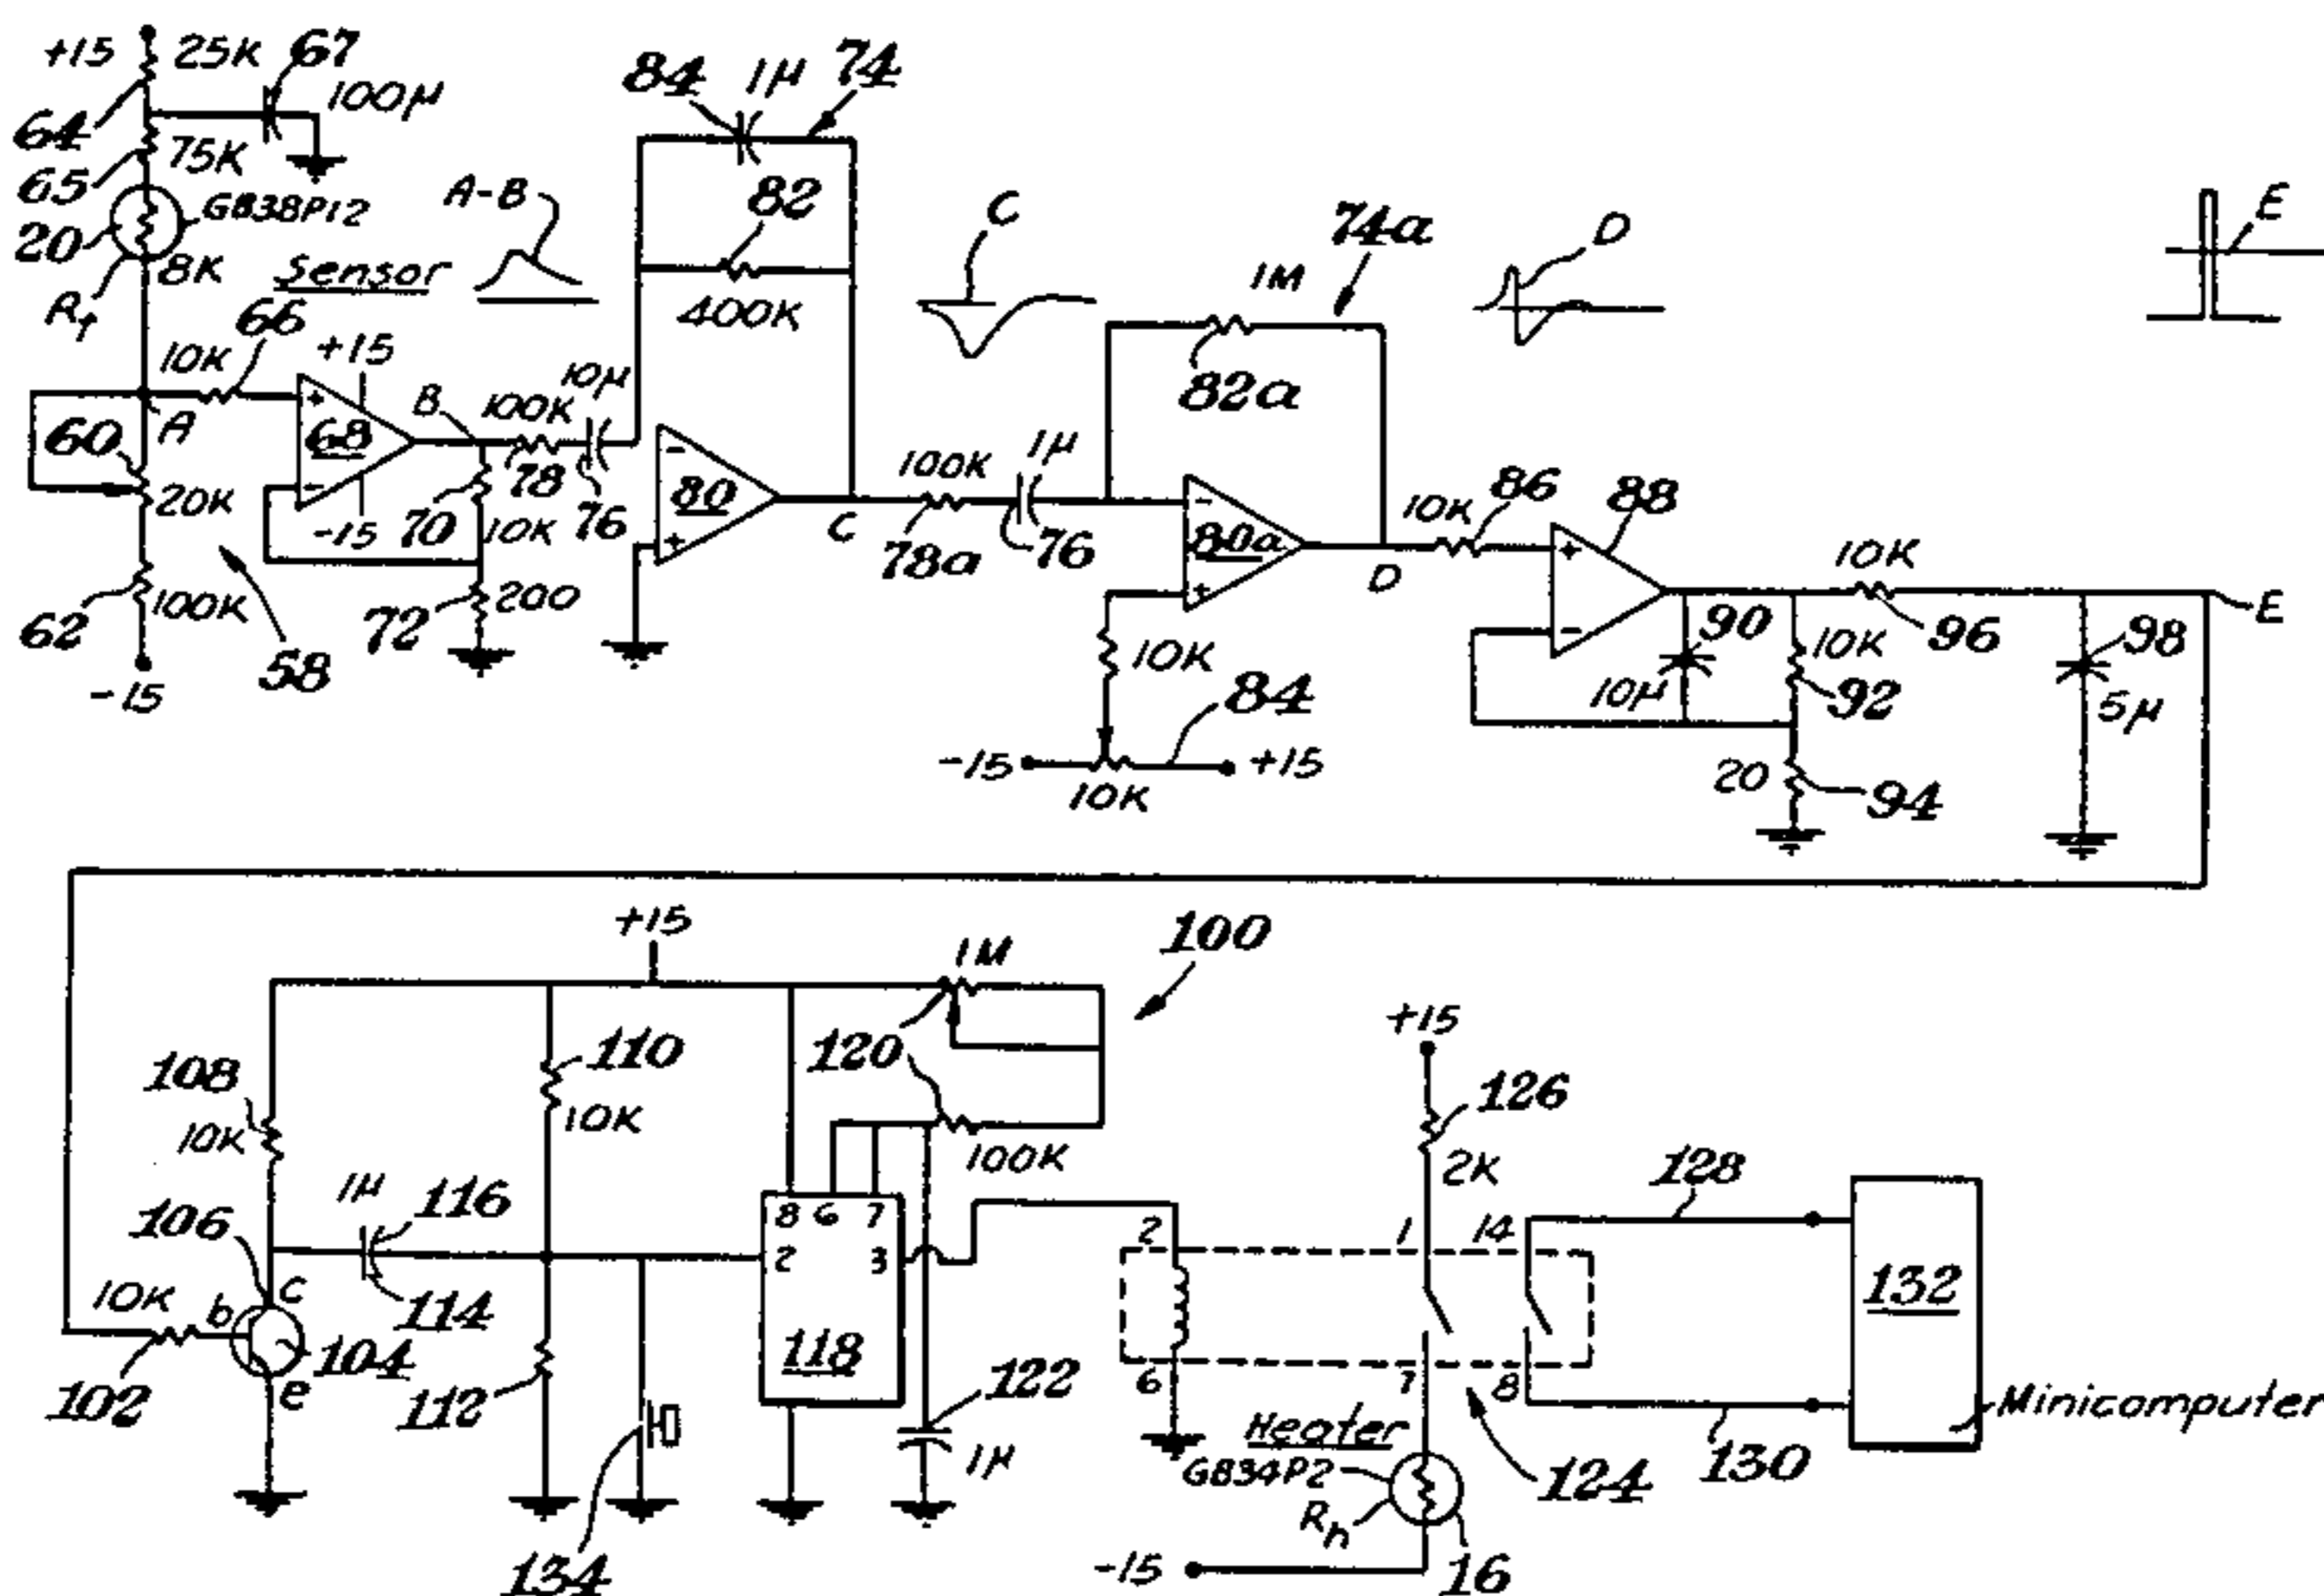 +15 25K 67
64 100μ
65 75K
20 G838P12
Rf 8K Sensor
A-B
84 1μ 74
82
400K
C
1M 74a
82a
D
E
10K 66
+15
A
60
20K
68
-15
B
100K 10μ
78 76
70 10K
62 100K
-15
58
72 200
-
80
+
C
100K 1μ
78a 76
-
80a
+
10K
84
-15 +15
10K
D
10K 86
88
+
-
90
10μ
10K
92
20 94
10K
96
E
98
5μ
+15
1M 100
108
10K
110
10K
120
100K
106
1μ 116
114
10K b c
104
102 e
112
134
8 6 7
2 3
118
122
1μ
2
6
1 14
7 8
+15
126
2K
128
130
132
Minicomputer
124
Heater
G834P2
Rh
16
-15